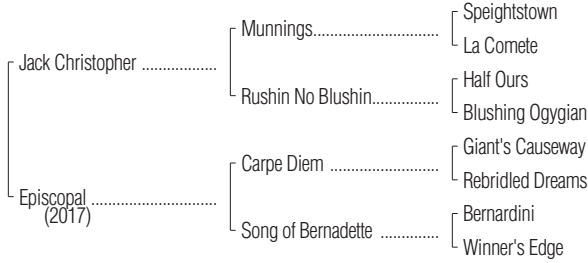 Speightstown
Munnings
La Comete
Jack Christopher
Half Ours
Rushin No Blushin
Blushing Ogygian
Giant's Causeway
Carpe Diem
Rebridled Dreams
Episcopal
(2017)
Bernardini
Song of Bernadette
Winner's Edge